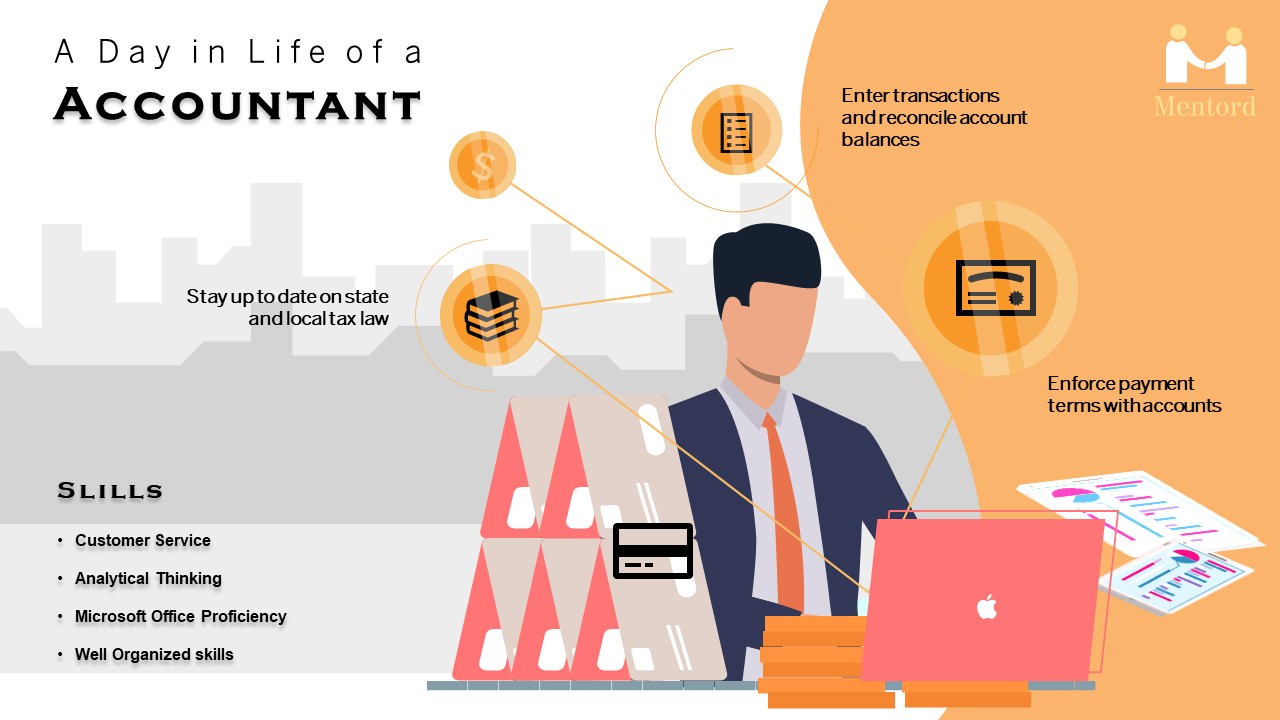 A Day in Life of a
ACCOUNTANT
Mentord
Enter transactions
and reconcile account
balances
$
Stay up to date on state
and local tax law
Enforce payment
terms with accounts
SLILLS
• Customer Service
• Analytical Thinking
• Microsoft Office Proficiency
• Well Organized skills